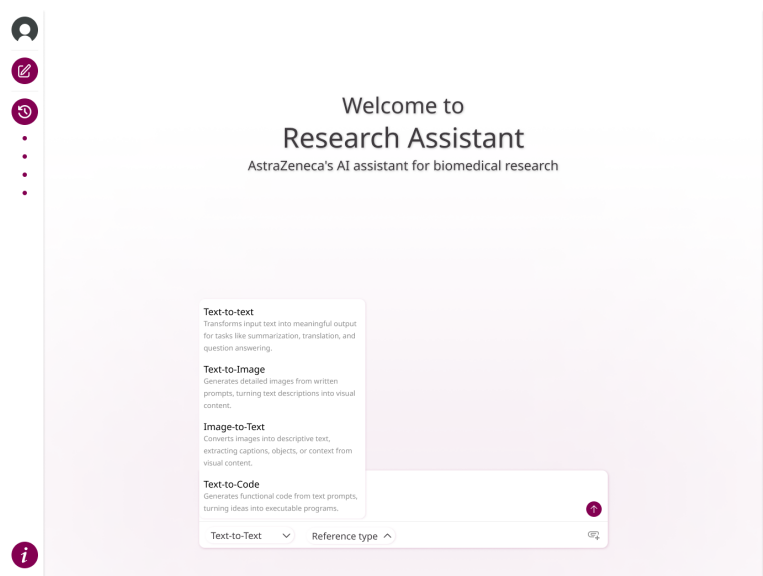 Welcome to
Research Assistant
AstraZeneca's AI assistant for biomedical research
Text-to-text
Transforms input text into meaningful output
for tasks like summarization, translation, and
question answering.
Text-to-Image
Generates detailed images from written
prompts, turning text descriptions into visual
content.
Image-to-Text
Converts images into descriptive text,
extracting captions, objects, or context from
visual content.
Text-to-Code
Generates functional code from text prompts,
turning ideas into executable programs.
Text-to-Text
Reference type
i